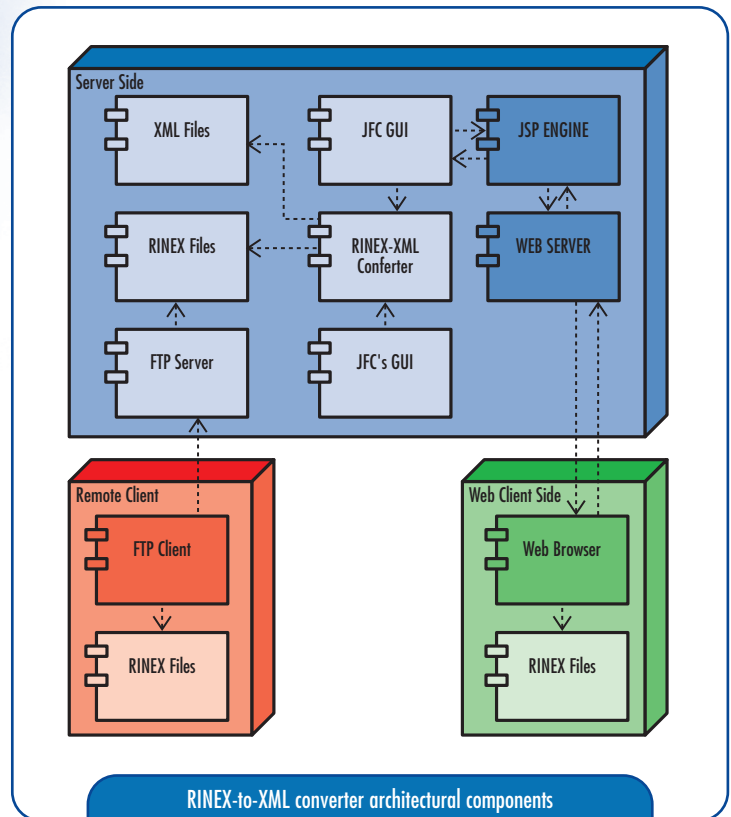 Server Side
XML Files
JFC GUI
JSP ENGINE
RINEX Files
RINEX-XML
Conferter
WEB SERVER
FTP Server
JFC's GUI
Remote Client
FTP Client
RINEX Files
Web Client Side
Web Browser
RINEX Files
RINEX-to-XML converter architectural components